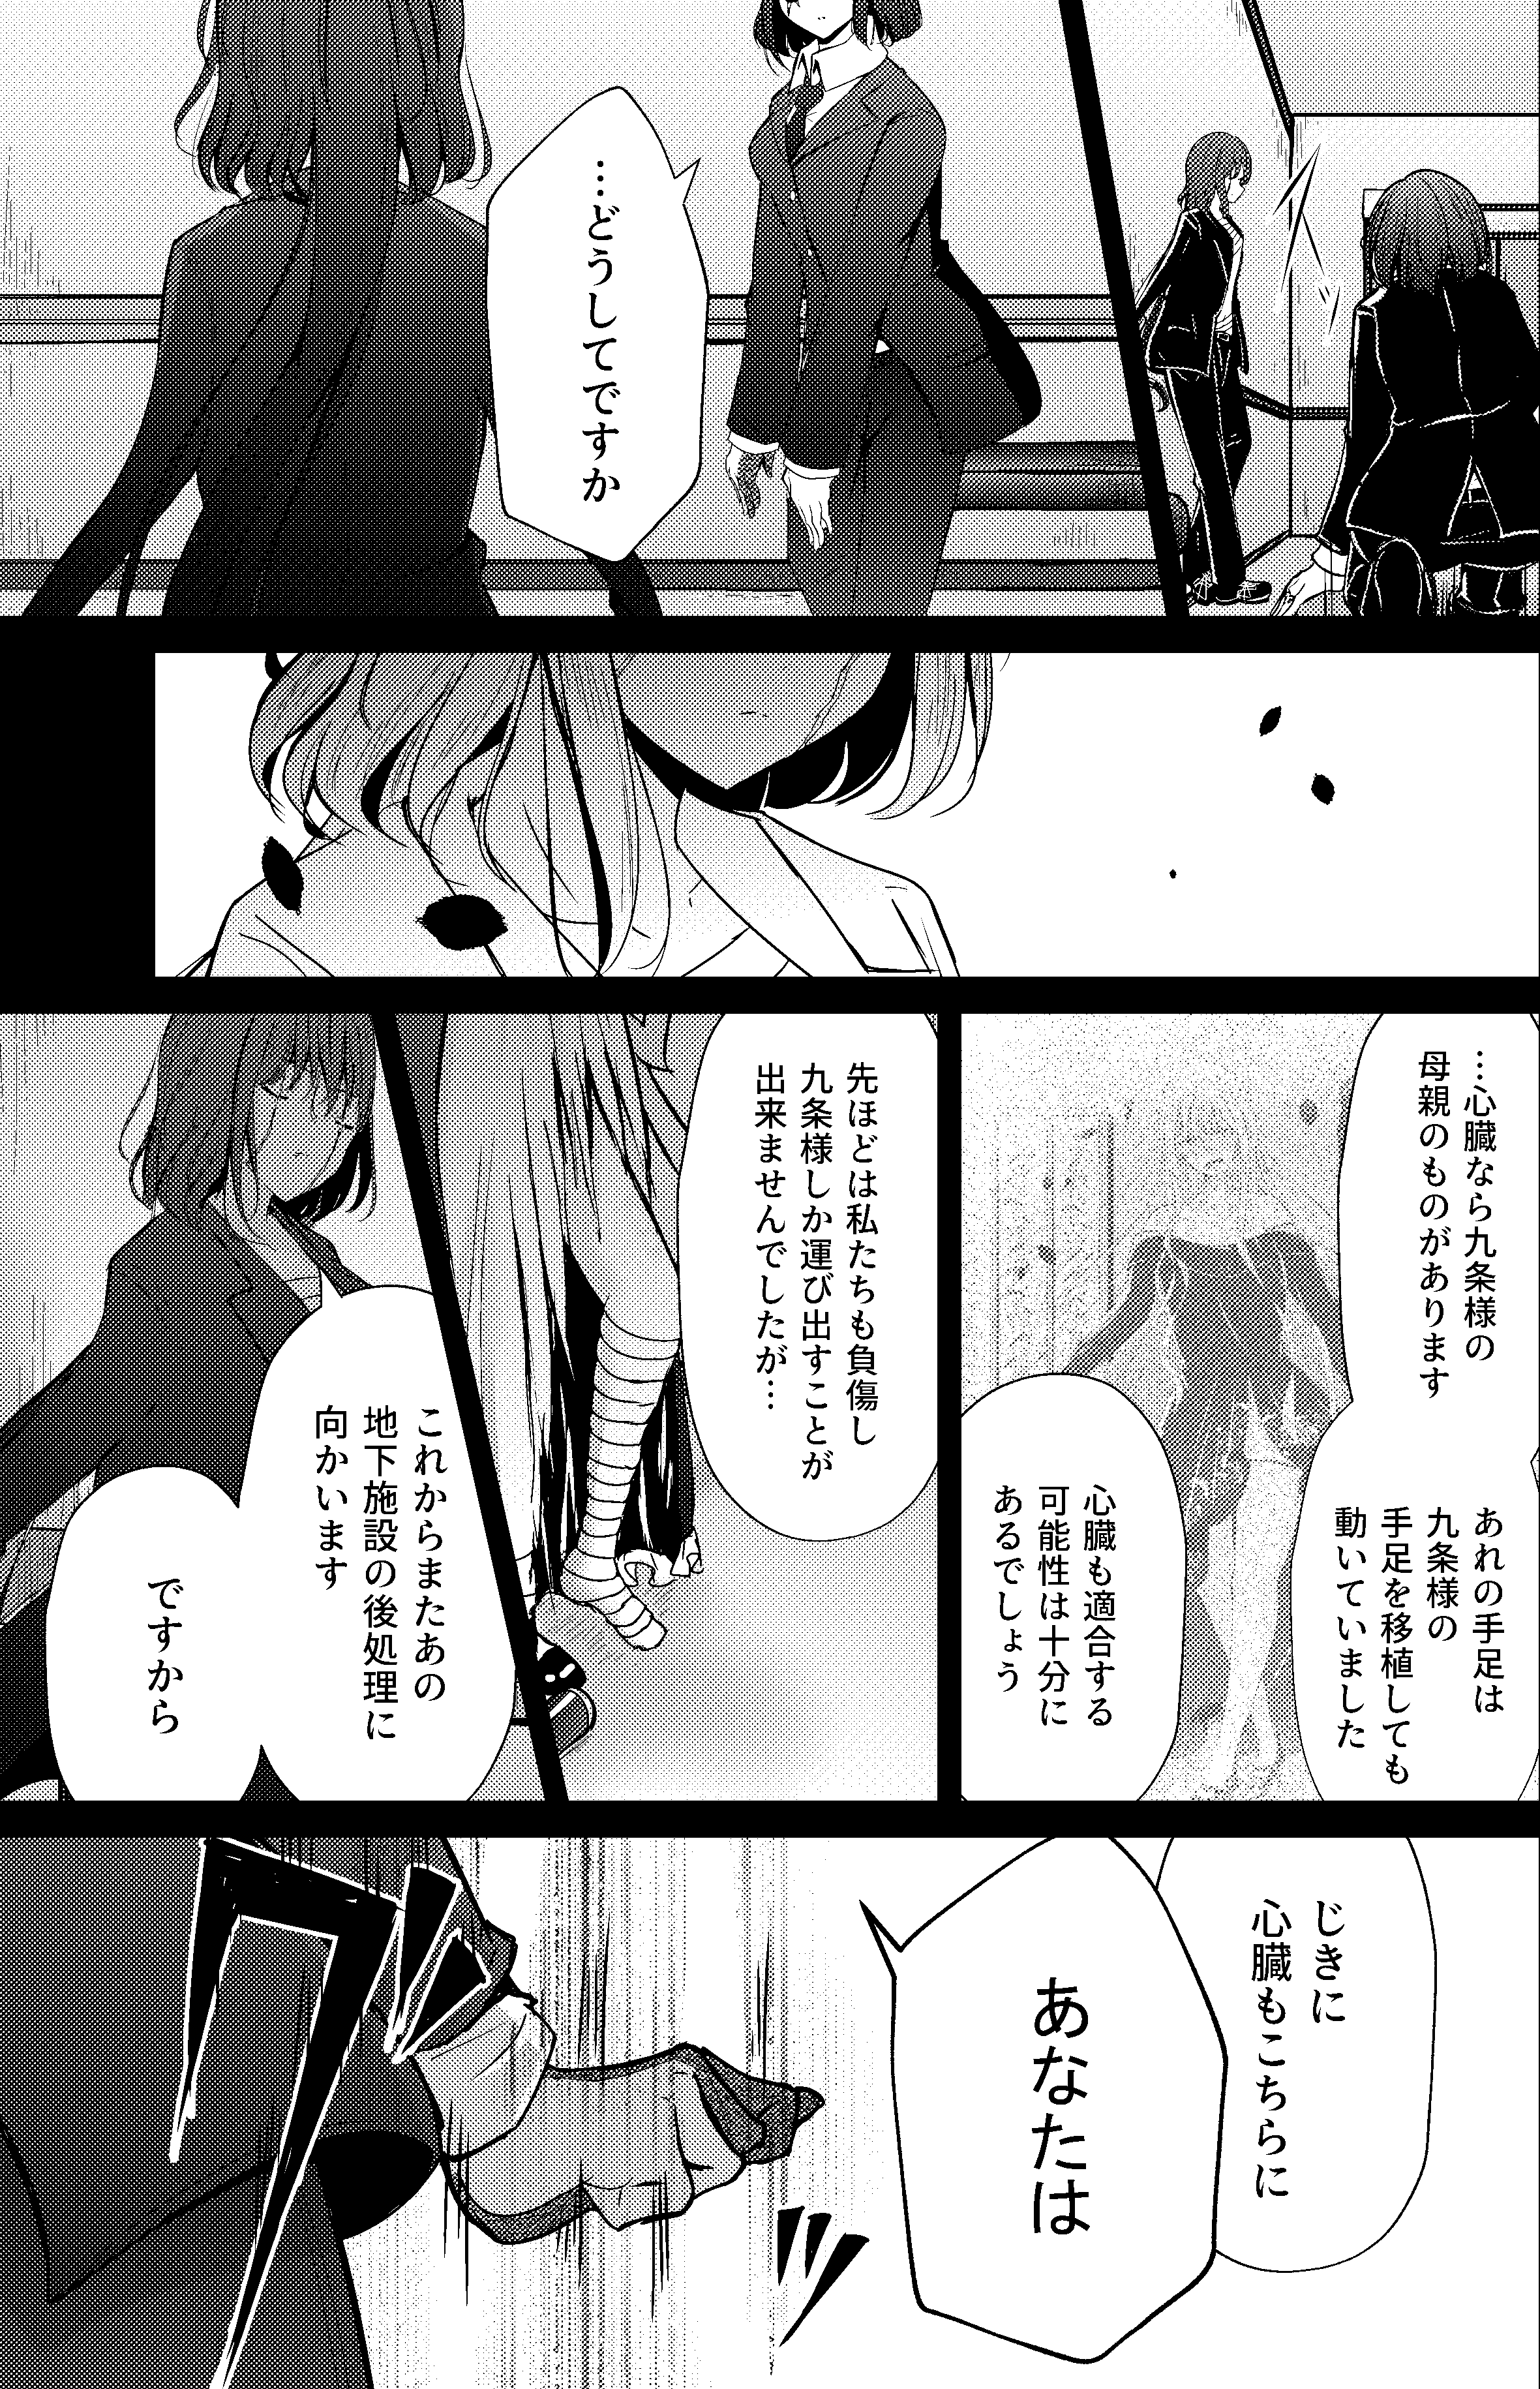 …どうしてですか
…心臓なら九条様の
母親のものがあります
あれの手足は
九条様の
手足を移植しても
動いていました
心臓も適合する
可能性は十分に
あるでしょう
先ほどは私たちも負傷し
九条様しか運び出すことが
出来ませんでしたが…
これからまたあの
地下施設の後処理に
向かいます
ですから
じきに
心臓もこちらに
あなたは